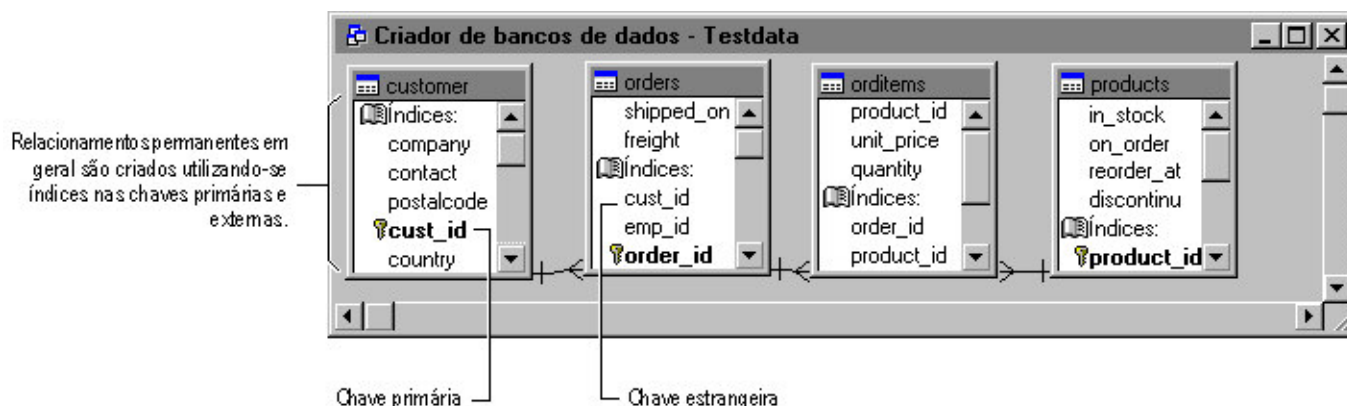 Criador de bancos de dados - Testdata
customer
Índices:
company
contact
postalcode
cust_id
country
orders
shipped_on
freight
Índices:
cust_id
emp_id
order_id
orditems
product_id
unit_price
quantity
Índices:
order_id
product_id
products
in_stock
on_order
reorder_at
discontinu
Índices:
product_id
Relacionamentos permanentes em
geral são criados utilizando-se
índices nas chaves primárias e
externas.
Chave primária
Chave estrangeira